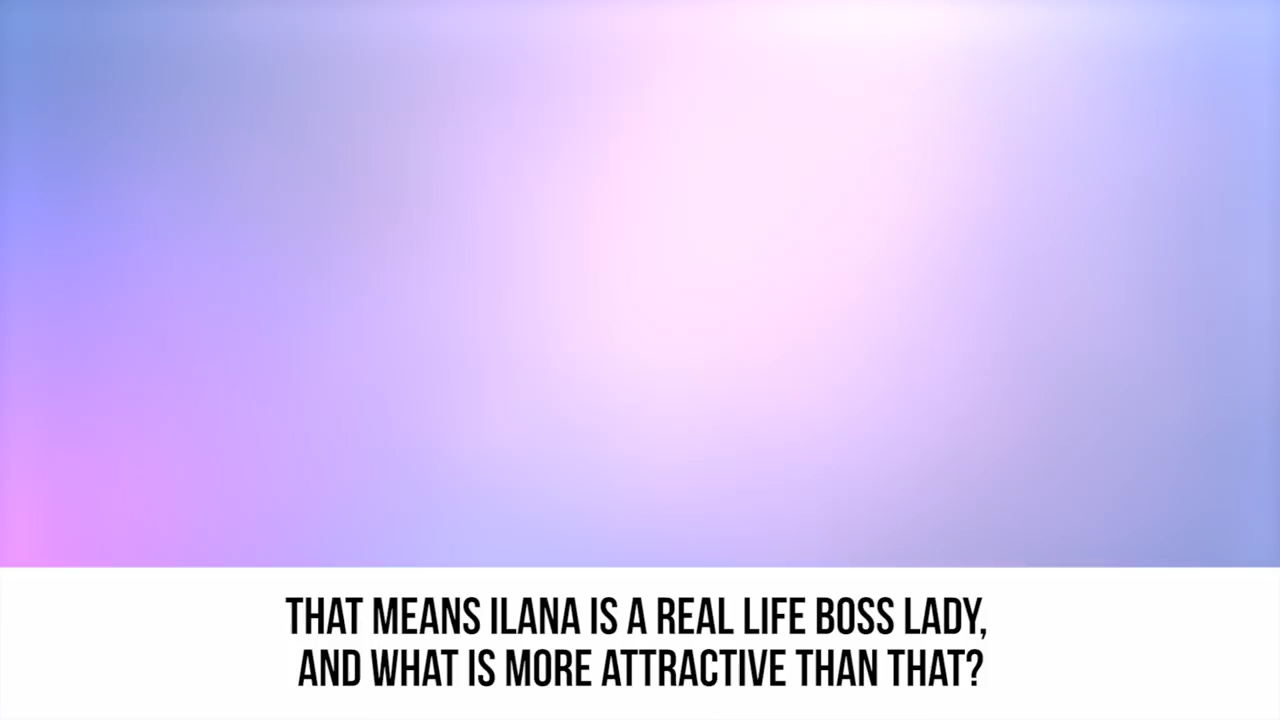 THAT MEANS ILANA IS A REAL LIFE BOSS LADY,
AND WHAT IS MORE ATTRACTIVE THAN THAT?